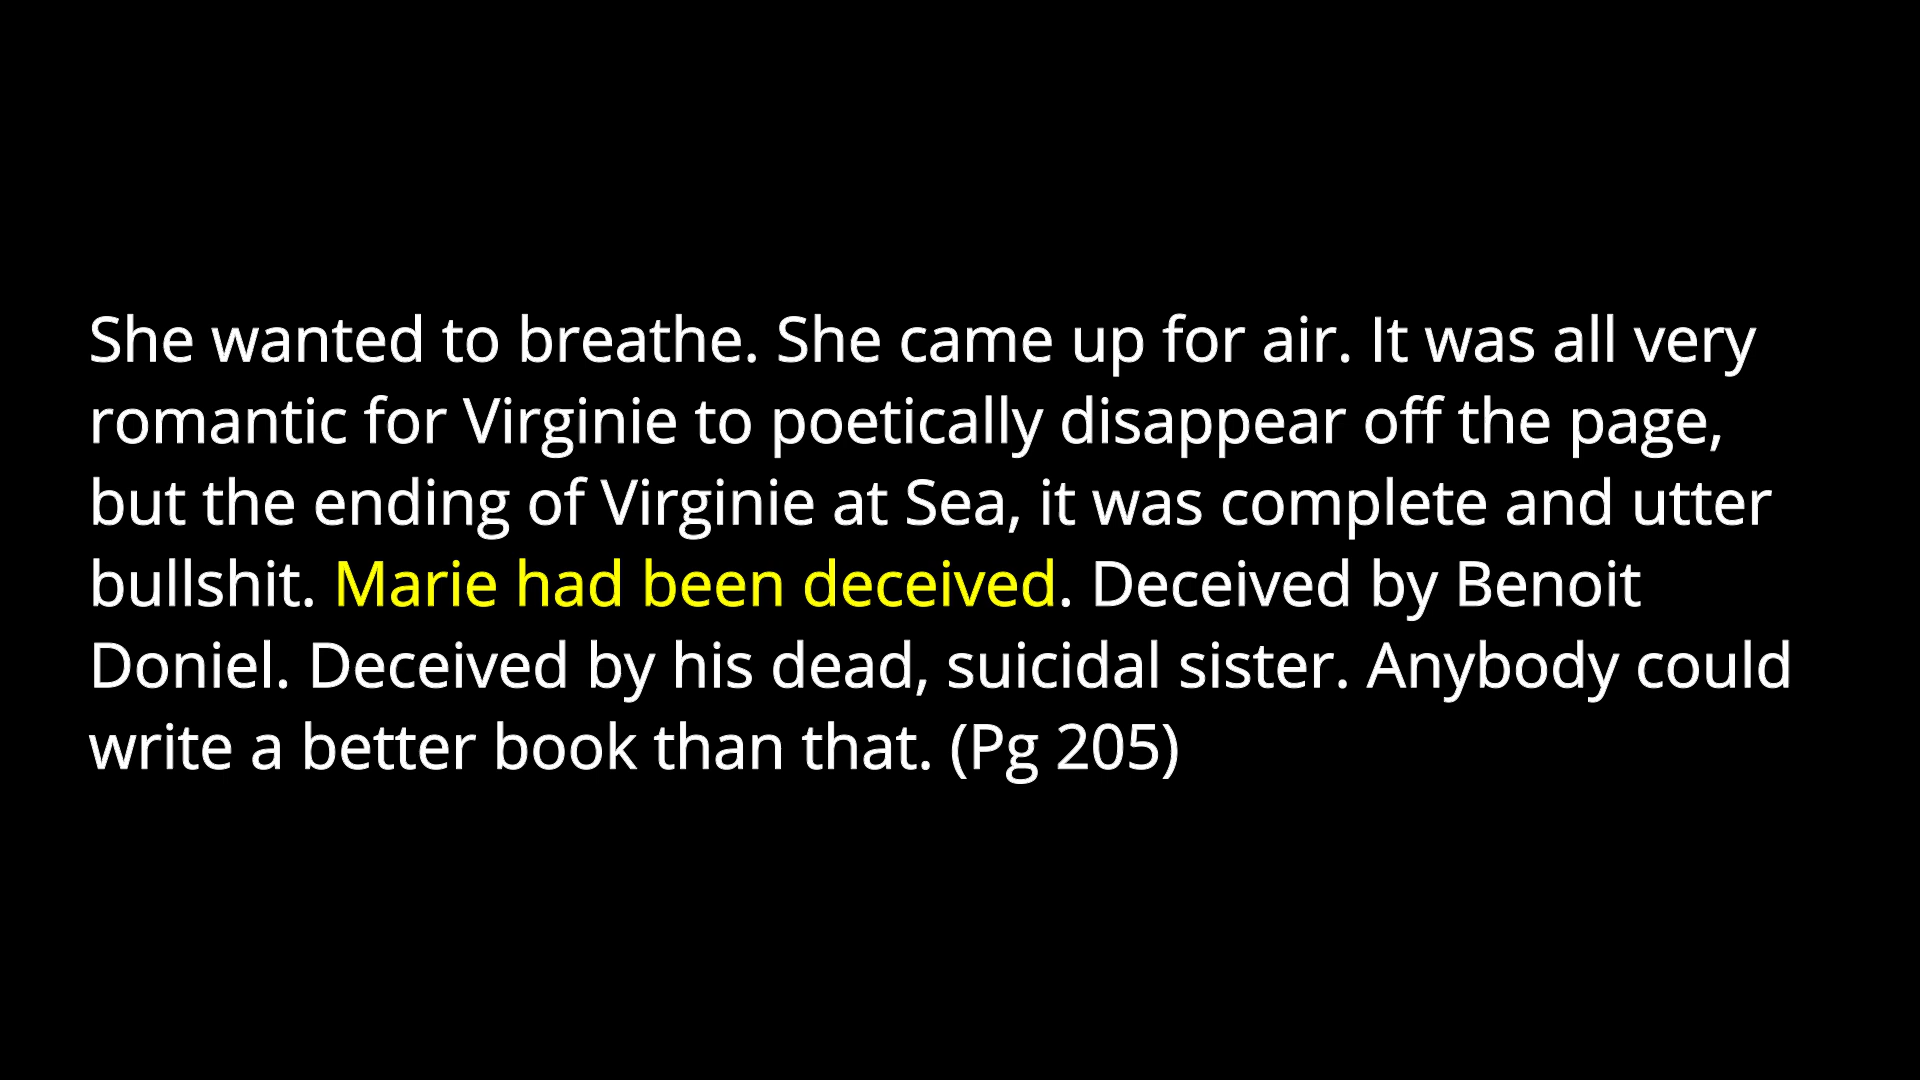 She wanted to breathe. She came up for air. It was all very
romantic for Virginie to poetically disappear off the page,
but the ending of Virginie at Sea, it was complete and utter
bullshit. Marie had been deceived. Deceived by Benoit
Doniel. Deceived by his dead, suicidal sister. Anybody could
write a better book than that. (Pg 205)